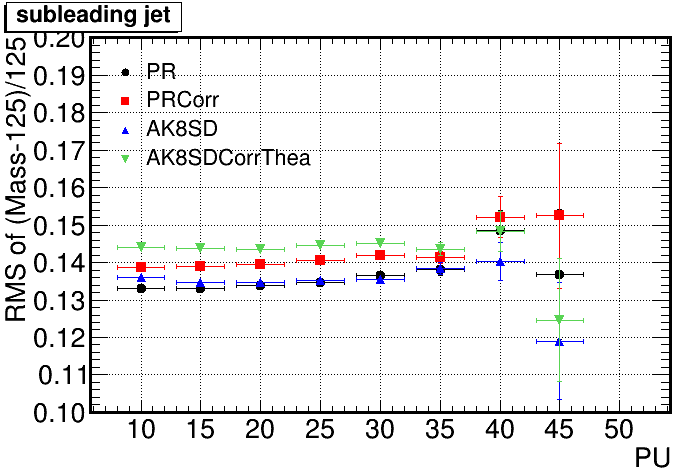 subleading jet
RMS of (Mass-125)/125
0.20
0.19
0.18
0.17
0.16
0.15
0.14
0.13
0.12
0.11
0.10
PR
PRCorr
AK8SD
AK8SDCorrThea
10 15 20 25 30 35 40 45 50
PU